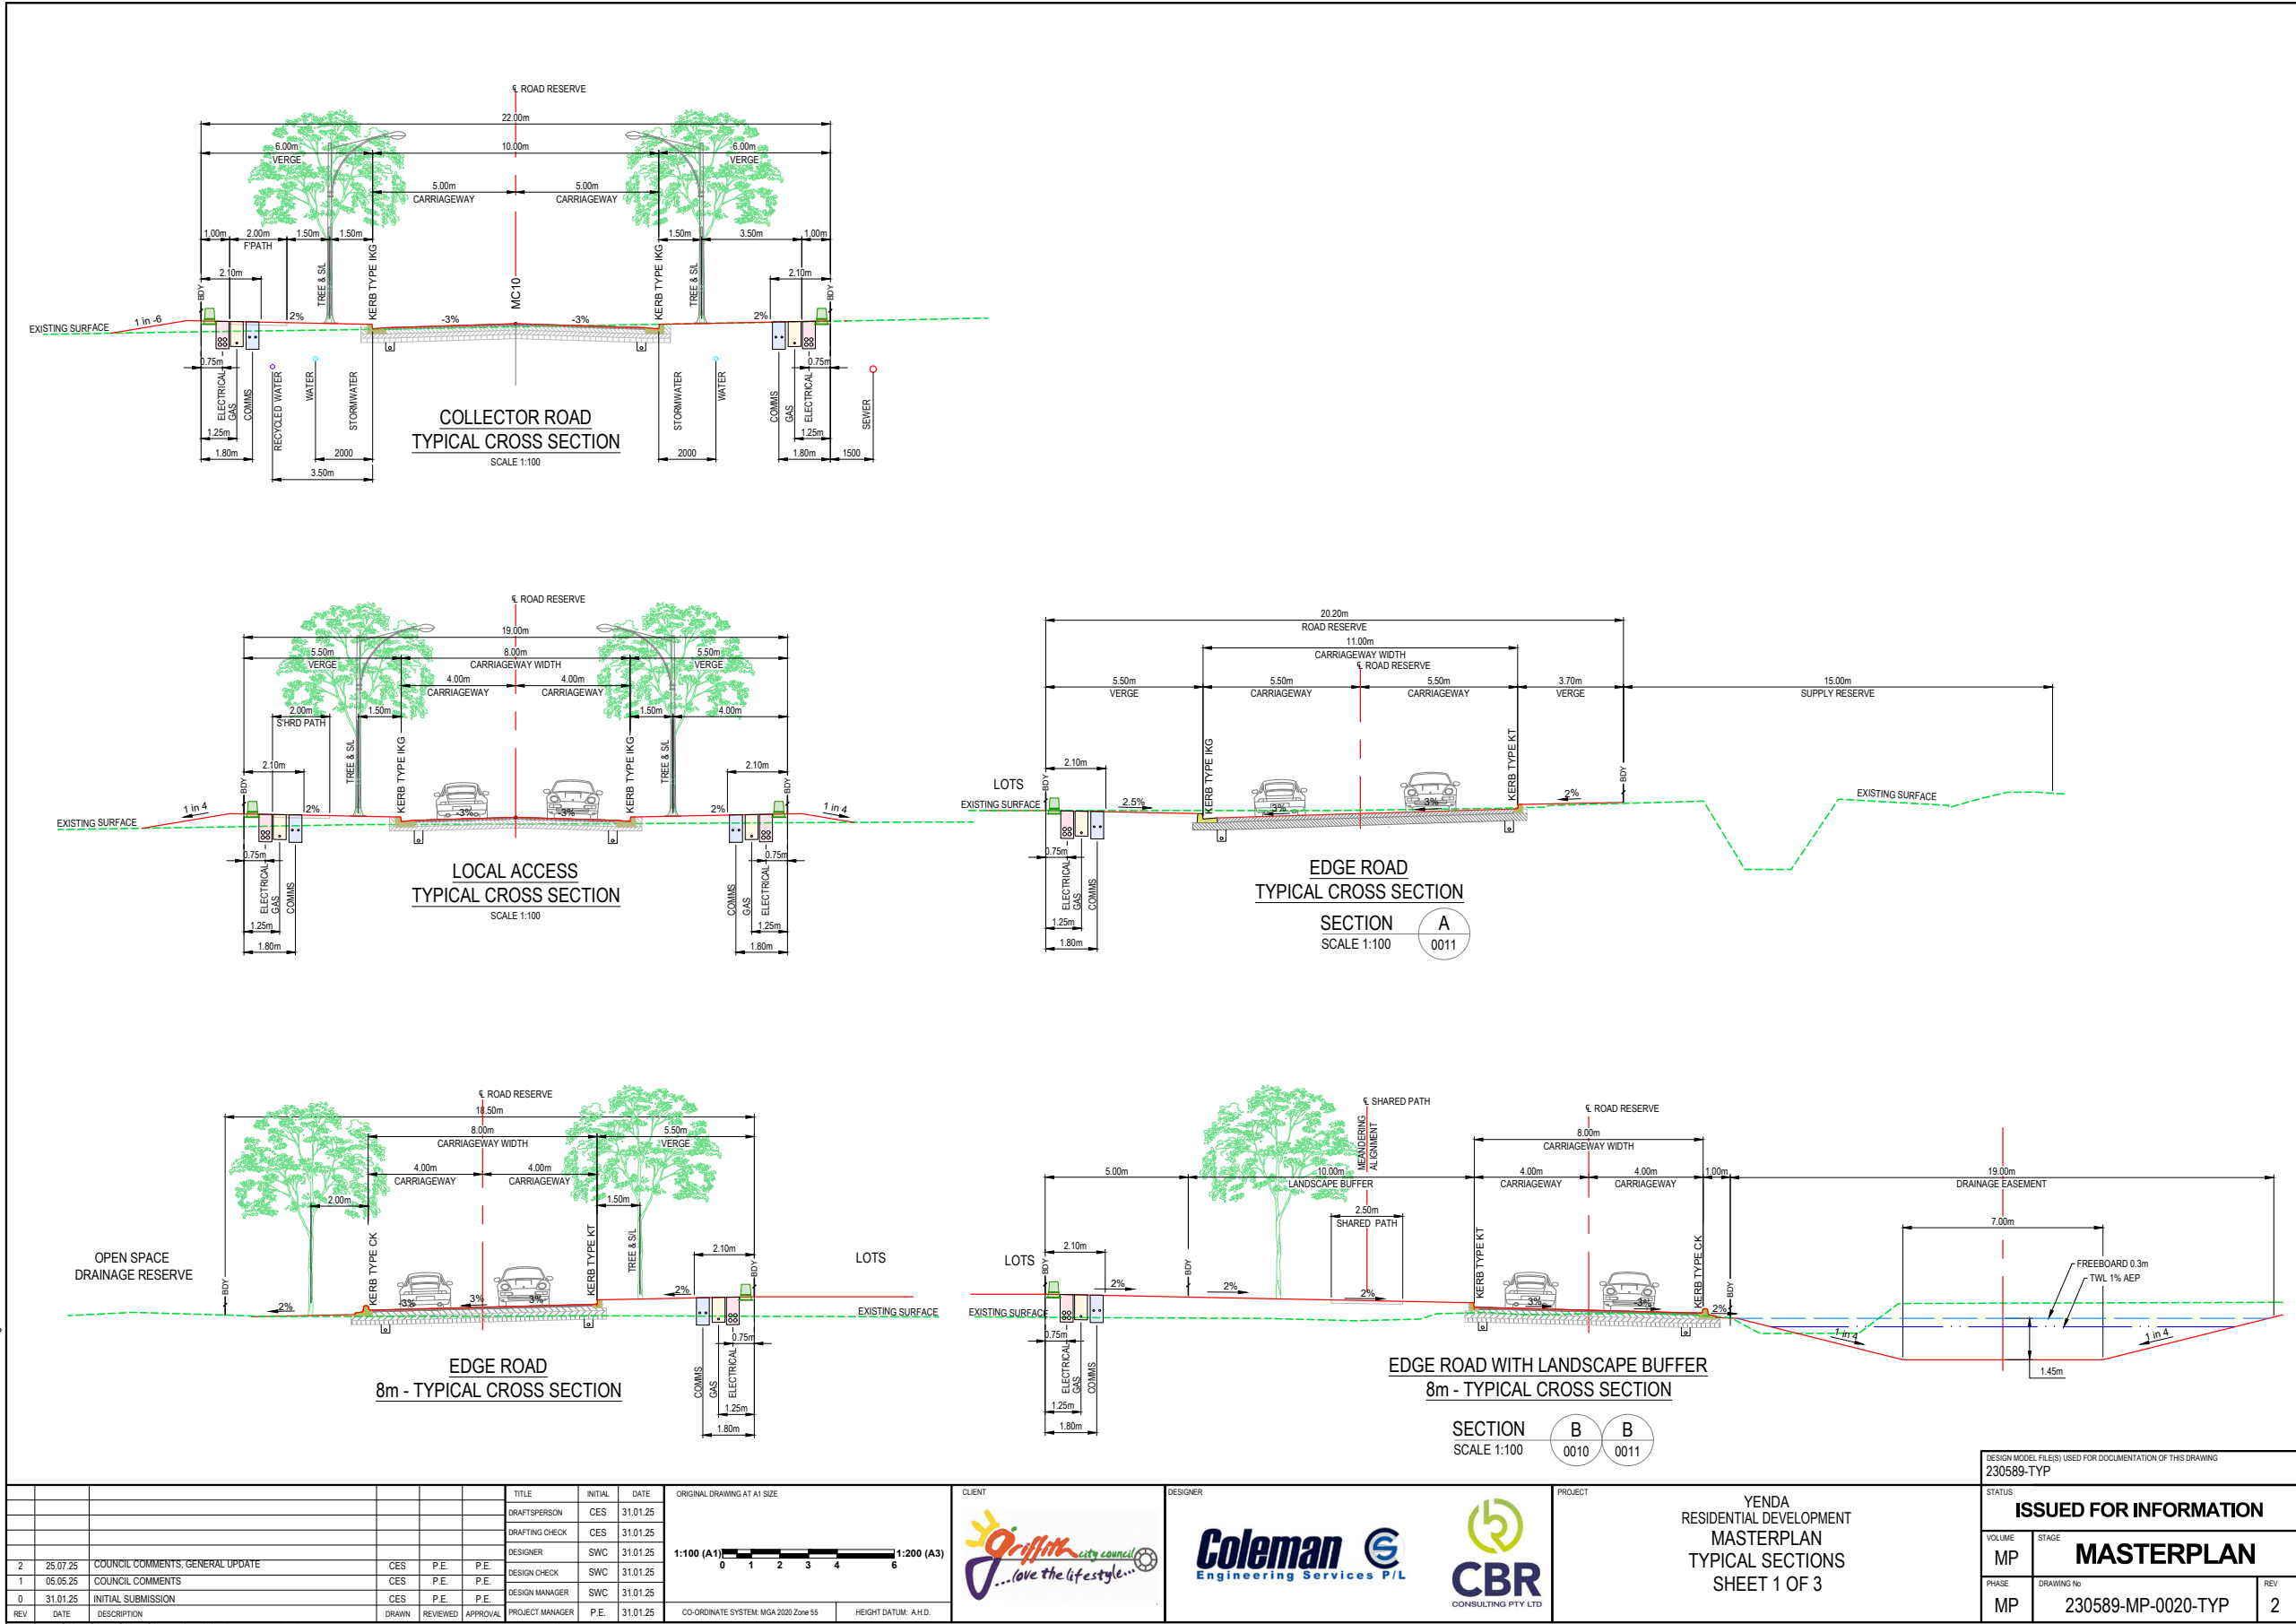 ℄ ROAD RESERVE
22.00m
6.00m
VERGE
10.00m
6.00m
VERGE
5.00m
CARRIAGEWAY
5.00m
CARRIAGEWAY
1.00m
2.00m
F'PATH
1.50m
1.50m
1.50m
3.50m
1.00m
2.10m
2.10m
BDY
TREE & S/L
KERB TYPE IKG
MC10
KERB TYPE IKG
TREE & S/L
BDY
EXISTING SURFACE
1 in -6
2%
-3%
-3%
2%
0.75m
0.75m
ELECTRICAL
GAS
COMMS
RECYCLED WATER
WATER
STORMWATER
STORMWATER
WATER
COMMS
GAS
ELECTRICAL
SEWER
1.25m
1.80m
2000
3.50m
2000
1.25m
1.80m
1500
COLLECTOR ROAD
TYPICAL CROSS SECTION
SCALE 1:100
℄ ROAD RESERVE
19.00m
5.50m
VERGE
8.00m
CARRIAGEWAY WIDTH
5.50m
VERGE
4.00m
CARRIAGEWAY
4.00m
CARRIAGEWAY
2.00m
S'HRD PATH
1.50m
1.50m
4.00m
2.10m
2.10m
BDY
TREE & S/L
KERB TYPE IKG
KERB TYPE IKG
TREE & S/L
BDY
EXISTING SURFACE
1 in 4
2%
-3%
-3%
2%
1 in 4
0.75m
0.75m
ELECTRICAL
GAS
COMMS
COMMS
GAS
ELECTRICAL
1.25m
1.80m
1.25m
1.80m
LOCAL ACCESS
TYPICAL CROSS SECTION
SCALE 1:100
20.20m
ROAD RESERVE
11.00m
CARRIAGEWAY WIDTH
℄ ROAD RESERVE
5.50m
VERGE
5.50m
CARRIAGEWAY
5.50m
CARRIAGEWAY
3.70m
VERGE
15.00m
SUPPLY RESERVE
LOTS
2.10m
BDY
KERB TYPE IKG
KERB TYPE KT
BDY
EXISTING SURFACE
2.5%
3%
3%
2%
EXISTING SURFACE
0.75m
ELECTRICAL
GAS
COMMS
1.25m
1.80m
EDGE ROAD
TYPICAL CROSS SECTION
SECTION
SCALE 1:100
A
0011
℄ ROAD RESERVE
18.50m
8.00m
CARRIAGEWAY WIDTH
5.50m
VERGE
4.00m
CARRIAGEWAY
4.00m
CARRIAGEWAY
2.00m
1.50m
OPEN SPACE
DRAINAGE RESERVE
BDY
KERB TYPE CK
KERB TYPE KT
TREE & S/L
2.10m
BDY
LOTS
2%
-3%
3%
3%
2%
EXISTING SURFACE
0.75m
COMMS
GAS
ELECTRICAL
1.25m
1.80m
EDGE ROAD
8m - TYPICAL CROSS SECTION
℄ SHARED PATH
MEANDERING
ALIGNMENT
℄ ROAD RESERVE
8.00m
CARRIAGEWAY WIDTH
5.00m
10.00m
LANDSCAPE BUFFER
4.00m
CARRIAGEWAY
4.00m
CARRIAGEWAY
1.00m
19.00m
DRAINAGE EASEMENT
2.50m
SHARED PATH
7.00m
LOTS
2.10m
BDY
BDY
KERB TYPE KT
KERB TYPE CK
BDY
FREEBOARD 0.3m
TWL 1% AEP
EXISTING SURFACE
2%
2%
2%
3%
-3%
2%
1 in 4
1 in 4
1.45m
0.75m
ELECTRICAL
GAS
COMMS
1.25m
1.80m
EDGE ROAD WITH LANDSCAPE BUFFER
8m - TYPICAL CROSS SECTION
SECTION
SCALE 1:100
B
0010
B
0011
DESIGN MODEL FILE(S) USED FOR DOCUMENTATION OF THIS DRAWING
230589-TYP
2 25.07.25 COUNCIL COMMENTS, GENERAL UPDATE CES P.E. P.E.
1 05.05.25 COUNCIL COMMENTS CES P.E. P.E.
0 31.01.25 INITIAL SUBMISSION CES P.E. P.E.
REV DATE DESCRIPTION DRAWN REVIEWED APPROVAL
TITLE INITIAL DATE
DRAFTSPERSON CES 31.01.25
DRAFTING CHECK CES 31.01.25
DESIGNER SWC 31.01.25
DESIGN CHECK SWC 31.01.25
DESIGN MANAGER SWC 31.01.25
PROJECT MANAGER P.E. 31.01.25
ORIGINAL DRAWING AT A1 SIZE
1:100 (A1)
1:200 (A3)
0 1 2 3 4 6
CO-ORDINATE SYSTEM: MGA 2020 Zone 55
HEIGHT DATUM: A.H.D.
CLIENT
Griffith city council
...love the lifestyle...
DESIGNER
Coleman
Engineering Services P/L
CBR
CONSULTING PTY LTD
PROJECT
YENDA
RESIDENTIAL DEVELOPMENT
MASTERPLAN
TYPICAL SECTIONS
SHEET 1 OF 3
STATUS
ISSUED FOR INFORMATION
VOLUME
MP
STAGE
MASTERPLAN
PHASE
MP
DRAWING No
230589-MP-0020-TYP
REV
2